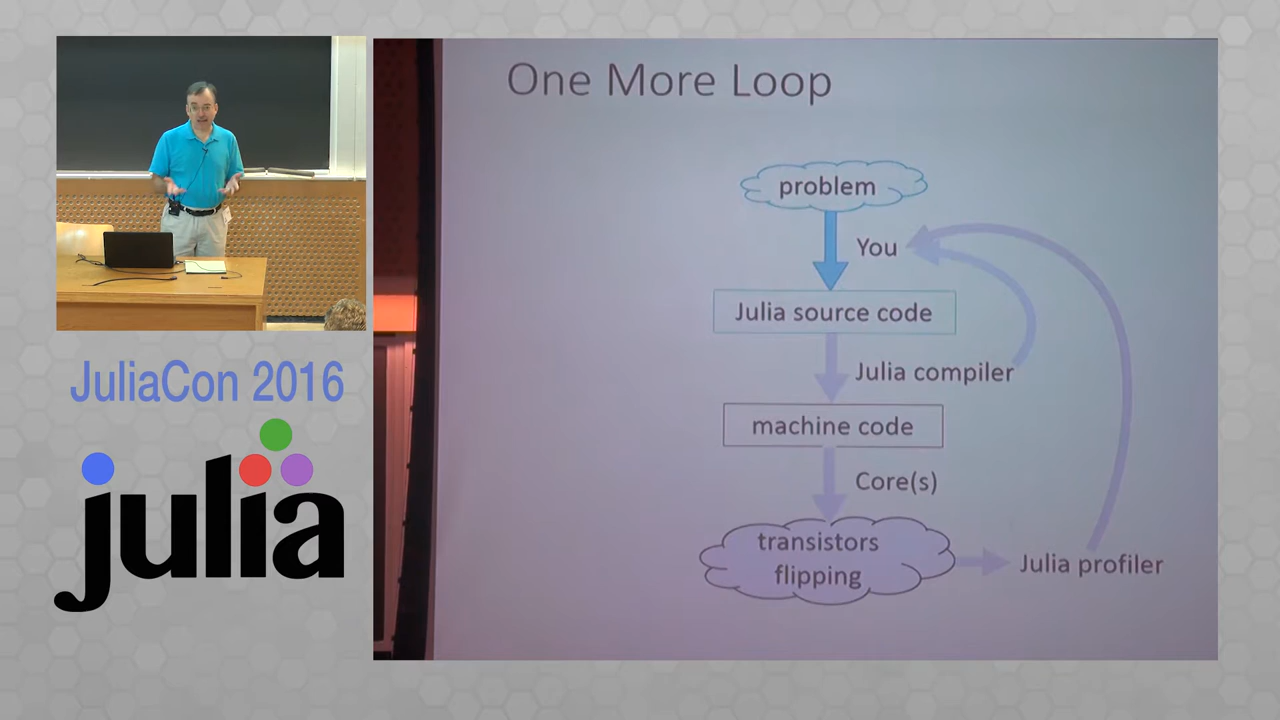 One More Loop
problem
You
Julia source code
Julia compiler
machine code
Core(s)
transistors
flipping
Julia profiler
JuliaCon 2016
julia